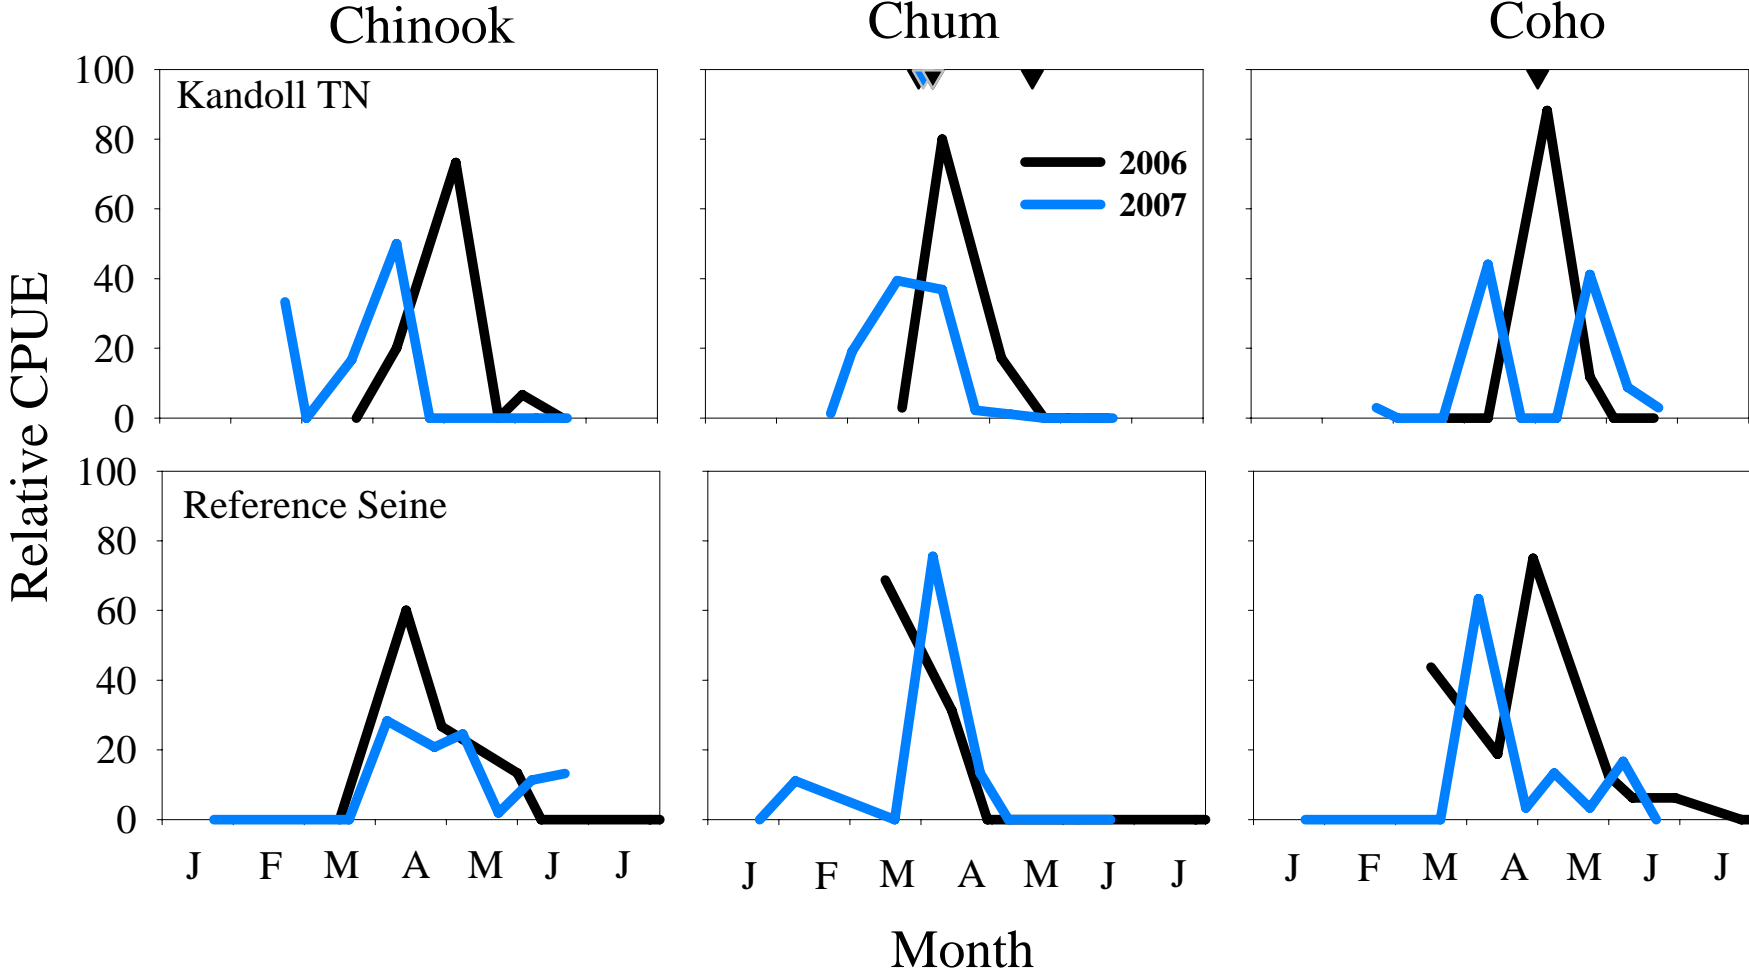 Chinook Chum Coho
100 Kandoll TN
80
2006
60 2007
40
20
0
Relative CPUE
100
Reference Seine
80
60
40
20
0
J F M A M J J J F M A M J J J F M A M J J
Month